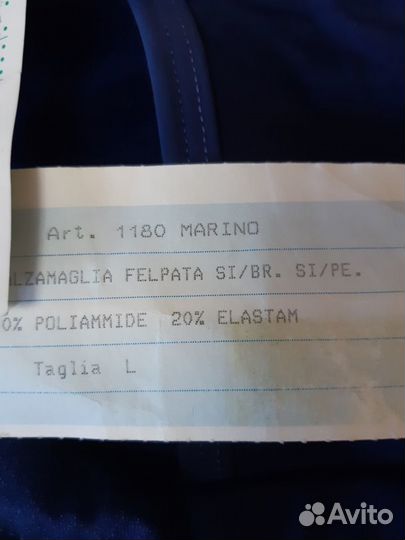 Art. 1180 MARINO
LZAMAGLIA FELPATA SI/BR. SI/PE.
0% POLIAMMIDE 20% ELASTAM
Taglia L
Avito